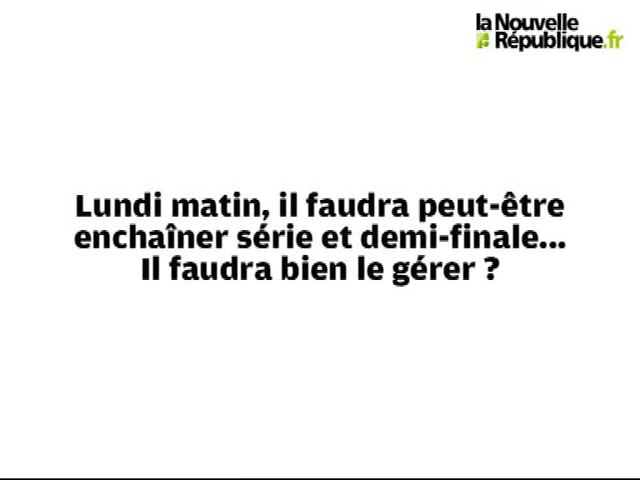 la Nouvelle
République.fr
Lundi matin, il faudra peut-être
enchaîner série et demi-finale...
Il faudra bien le gérer ?